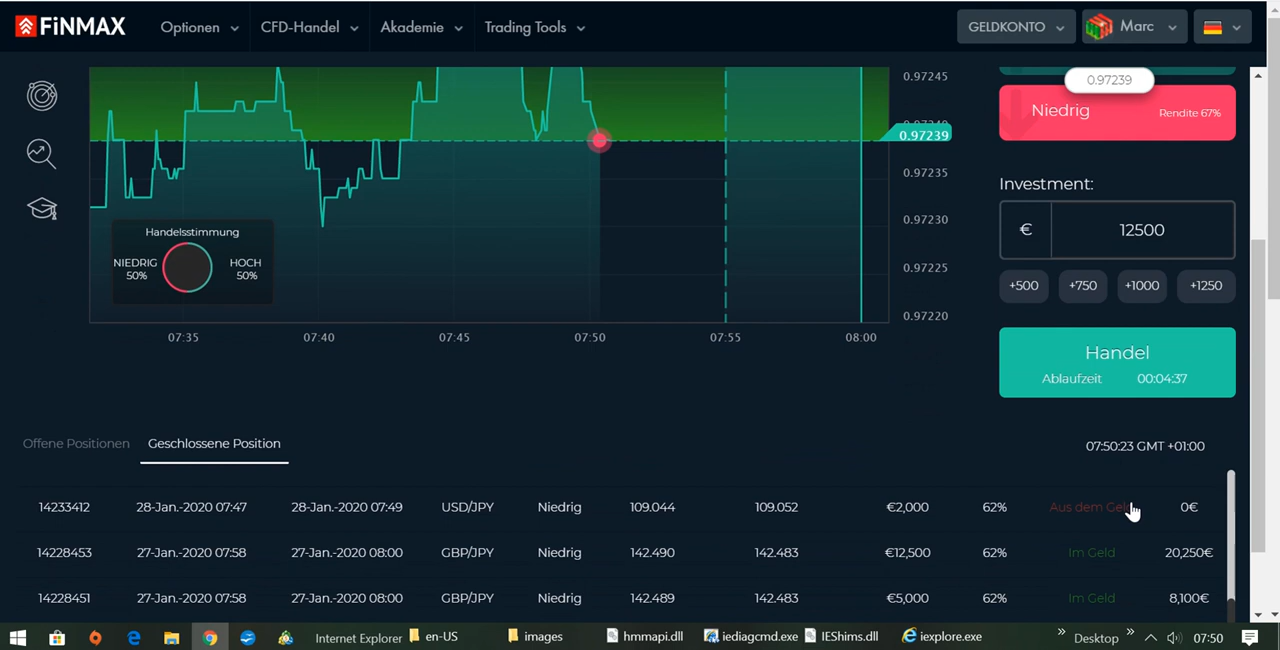 FiNMAX Optionen CFD-Handel Akademie Trading Tools GELDKONTO Marc
0.97245
0.97239
0.97235
0.97230
0.97225
0.97220
Handelsstimmung
NIEDRIG HOCH
50% 50%
07:35 07:40 07:45 07:50 07:55 08:00
0.97239
Niedrig Rendite 67%
Investment:
€ 12500
+500 +750 +1000 +1250
Handel
Ablaufzeit 00:04:37
Offene Positionen Geschlossene Position 07:50:23 GMT +01:00
14233412 28-Jan.-2020 07:47 28-Jan.-2020 07:49 USD/JPY Niedrig 109.044 109.052 €2,000 62% Aus dem Geld 0€
14228453 27-Jan.-2020 07:58 27-Jan.-2020 08:00 GBP/JPY Niedrig 142.490 142.483 €12,500 62% Im Geld 20,250€
14228451 27-Jan.-2020 07:58 27-Jan.-2020 08:00 GBP/JPY Niedrig 142.489 142.483 €5,000 62% Im Geld 8,100€
Internet Explorer en-US images hmmapi.dll iediagcmd.exe IEShims.dll iexplore.exe Desktop 07:50